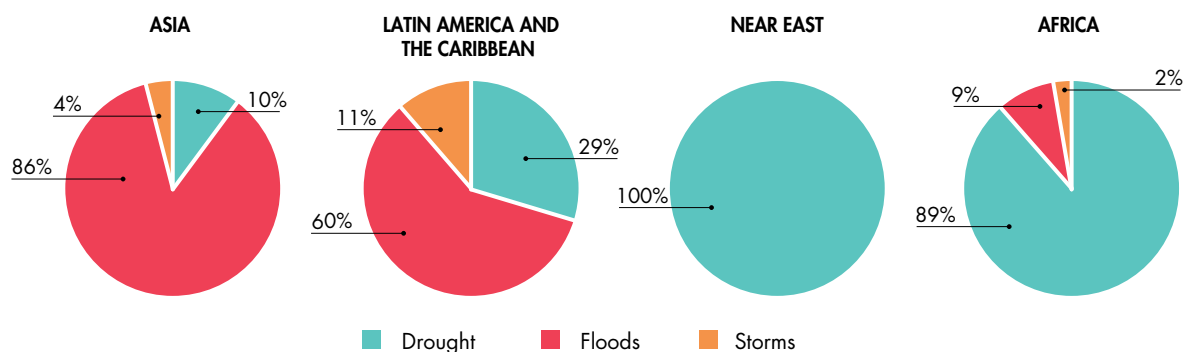 ASIA
10%
4%
86%
LATIN AMERICA AND
THE CARIBBEAN
11%
29%
60%
NEAR EAST
100%
AFRICA
2%
9%
89%
Drought
Floods
Storms